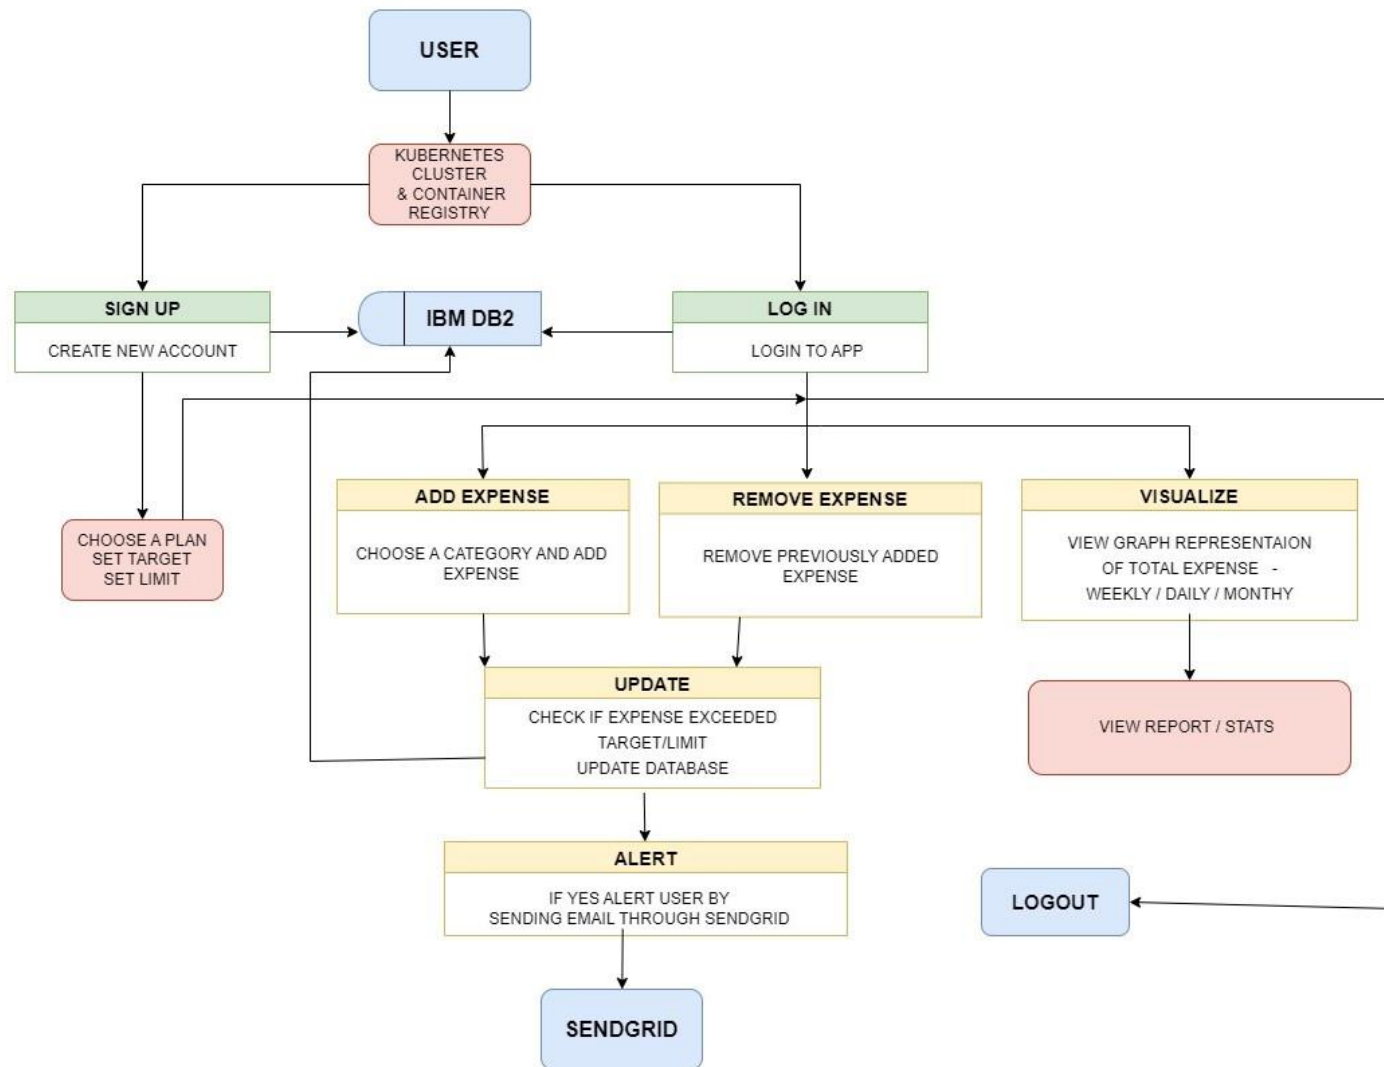 USER
KUBERNETES
CLUSTER
& CONTAINER
REGISTRY
SIGN UP
CREATE NEW ACCOUNT
IBM DB2
LOG IN
LOGIN TO APP
CHOOSE A PLAN
SET TARGET
SET LIMIT
ADD EXPENSE
CHOOSE A CATEGORY AND ADD
EXPENSE
REMOVE EXPENSE
REMOVE PREVIOUSLY ADDED
EXPENSE
VISUALIZE
VIEW GRAPH REPRESENTAION
OF TOTAL EXPENSE -
WEEKLY / DAILY / MONTHY
UPDATE
CHECK IF EXPENSE EXCEEDED
TARGET/LIMIT
UPDATE DATABASE
VIEW REPORT / STATS
ALERT
IF YES ALERT USER BY
SENDING EMAIL THROUGH SENDGRID
LOGOUT
SENDGRID